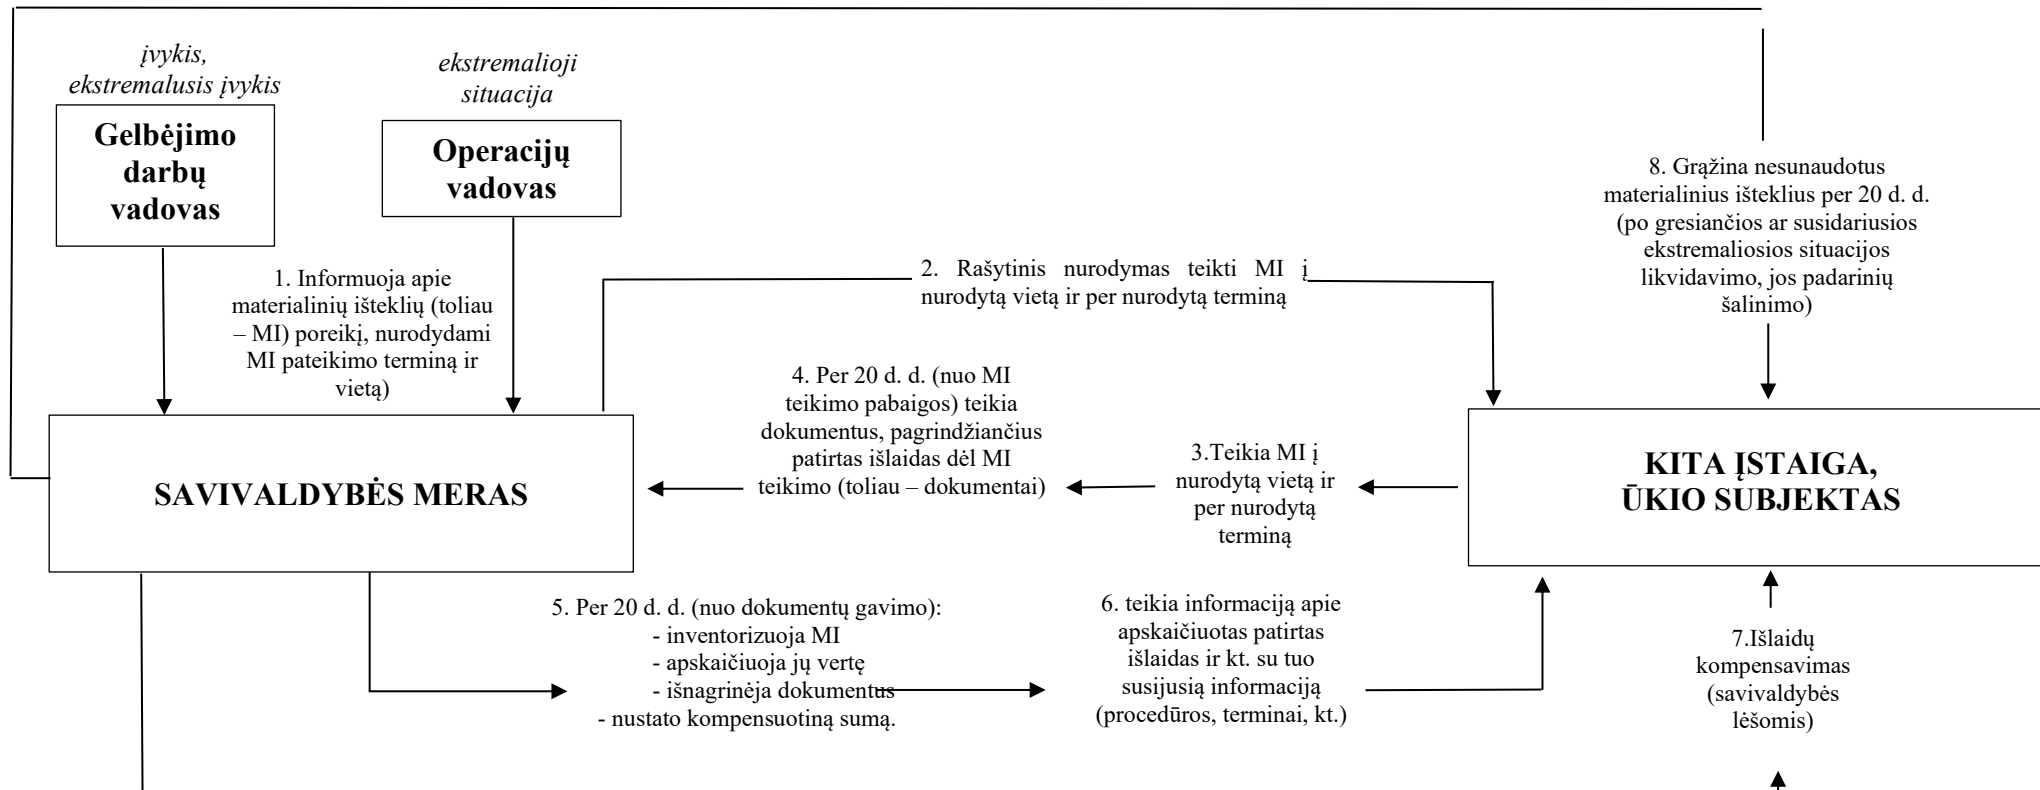 įvykis,
ekstremalusis įvykis
Gelbėjimo
darbų
vadovas
ekstremalioji
situacija
Operacijų
vadovas
1. Informuoja apie
materialinių išteklių (toliau
– MI) poreikį, nurodydami
MI pateikimo terminą ir
vietą)
2. Rašytinis nurodymas teikti MI į
nurodytą vietą ir per nurodytą terminą
8. Grąžina nesunaudotus
materialinius išteklius per 20 d. d.
(po gresiančios ar susidariusios
ekstremaliosios situacijos
likvidavimo, jos padarinių
šalinimo)
SAVIVALDYBĖS MERAS
4. Per 20 d. d. (nuo MI
teikimo pabaigos) teikia
dokumentus, pagrindžiančius
patirtas išlaidas dėl MI
teikimo (toliau – dokumentai)
3.Teikia MI į
nurodytą vietą ir
per nurodytą
terminą
KITA ĮSTAIGA,
ŪKIO SUBJEKTAS
5. Per 20 d. d. (nuo dokumentų gavimo):
- inventorizuoja MI
- apskaičiuoja jų vertę
- išnagrinėja dokumentus
- nustato kompensuotiną sumą.
6. teikia informaciją apie
apskaičiuotas patirtas
išlaidas ir kt. su tuo
susijusią informaciją
(procedūros, terminai, kt.)
7.Išlaidų
kompensavimas
(savivaldybės
lėšomis)